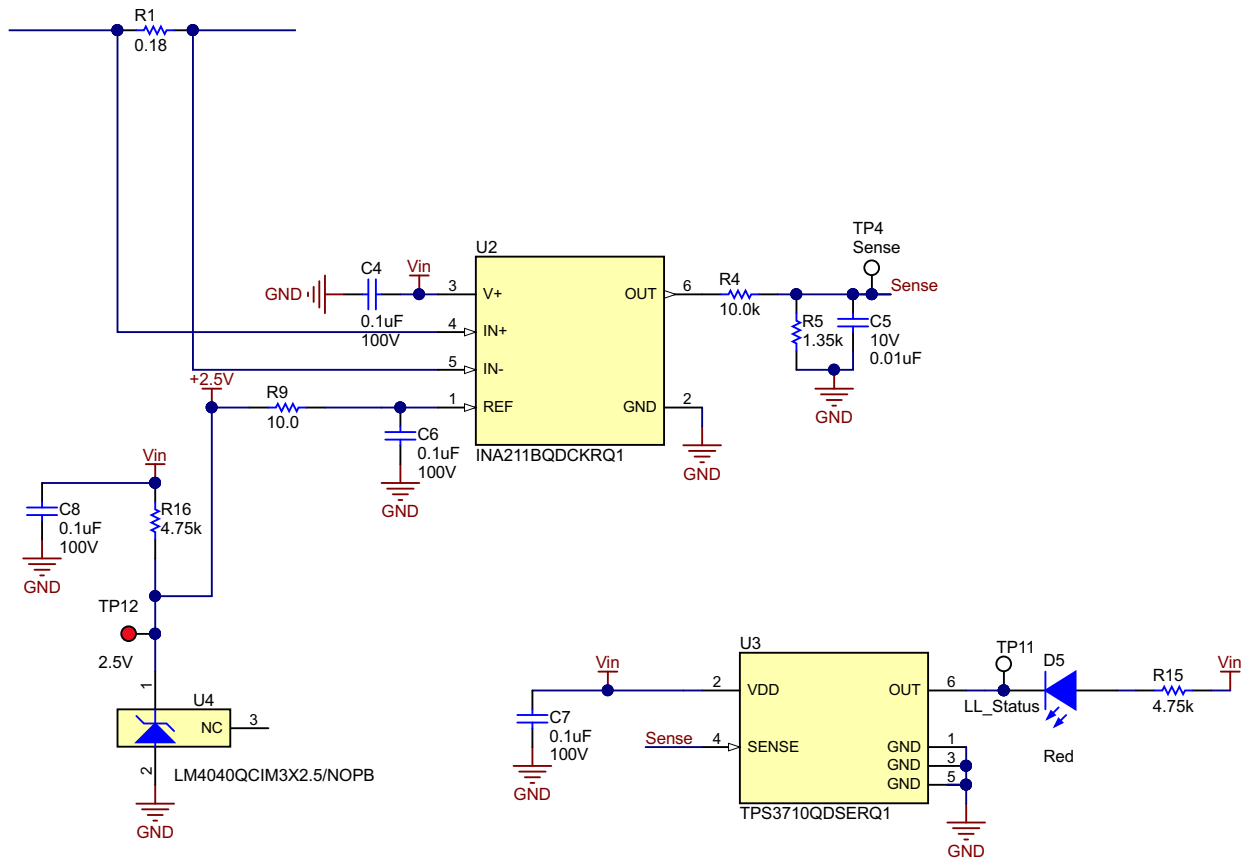 R1
0.18
TP4
Sense
U2
C4
Vin
GND
0.1uF
100V
3
V+
4
IN+
5
IN-
1
REF
OUT
6
GND
2
INA211BQDCKRQ1
R4
10.0k
Sense
R5
1.35k
C5
10V
0.01uF
GND
GND
+2.5V
R9
10.0
C6
0.1uF
100V
GND
Vin
C8
0.1uF
100V
GND
R16
4.75k
TP12
2.5V
1
U4
NC
3
2
LM4040QCIM3X2.5/NOPB
GND
U3
Vin
2
VDD
C7
0.1uF
100V
GND
Sense
4
SENSE
OUT
6
GND
1
GND
3
GND
5
TPS3710QDSERQ1
GND
TP11
LL_Status
D5
Red
R15
4.75k
Vin